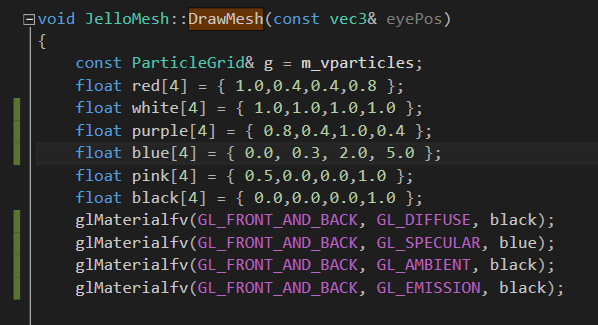 void JelloMesh::DrawMesh(const vec3& eyePos)
{
    const ParticleGrid& g = m_vparticles;
    float red[4] = { 1.0,0.4,0.4,0.8 };
    float white[4] = { 1.0,1.0,1.0,1.0 };
    float purple[4] = { 0.8,0.4,1.0,0.4 };
    float blue[4] = { 0.0, 0.3, 2.0, 5.0 };
    float pink[4] = { 0.5,0.0,0.0,1.0 };
    float black[4] = { 0.0,0.0,0.0,1.0 };
    glMaterialfv(GL_FRONT_AND_BACK, GL_DIFFUSE, black);
    glMaterialfv(GL_FRONT_AND_BACK, GL_SPECULAR, blue);
    glMaterialfv(GL_FRONT_AND_BACK, GL_AMBIENT, black);
    glMaterialfv(GL_FRONT_AND_BACK, GL_EMISSION, black);